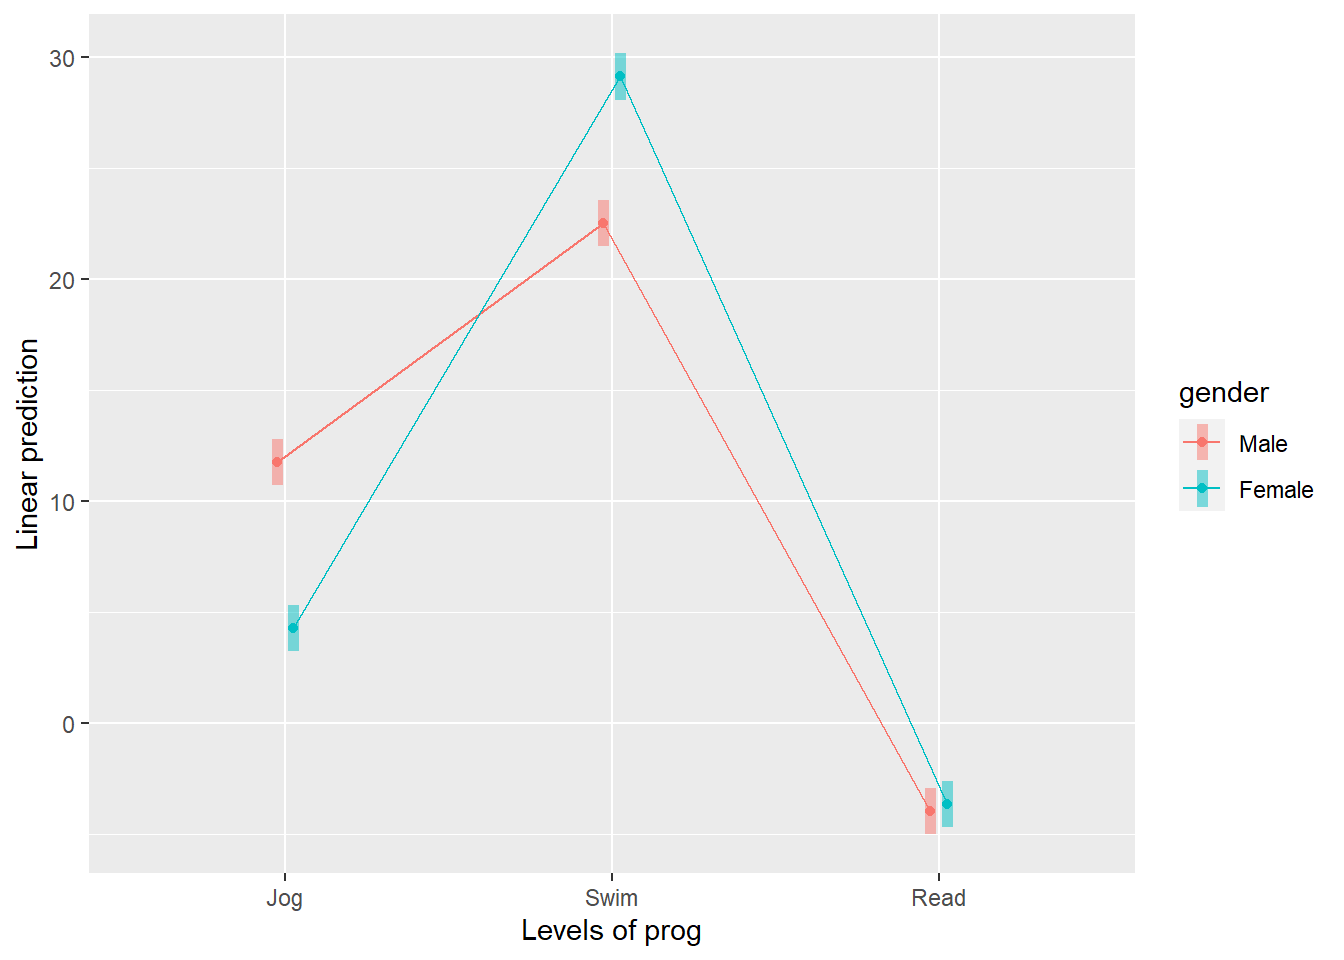 30
20
10
0
Linear prediction
Jog
Swim
Read
Levels of prog
gender
Male
Female